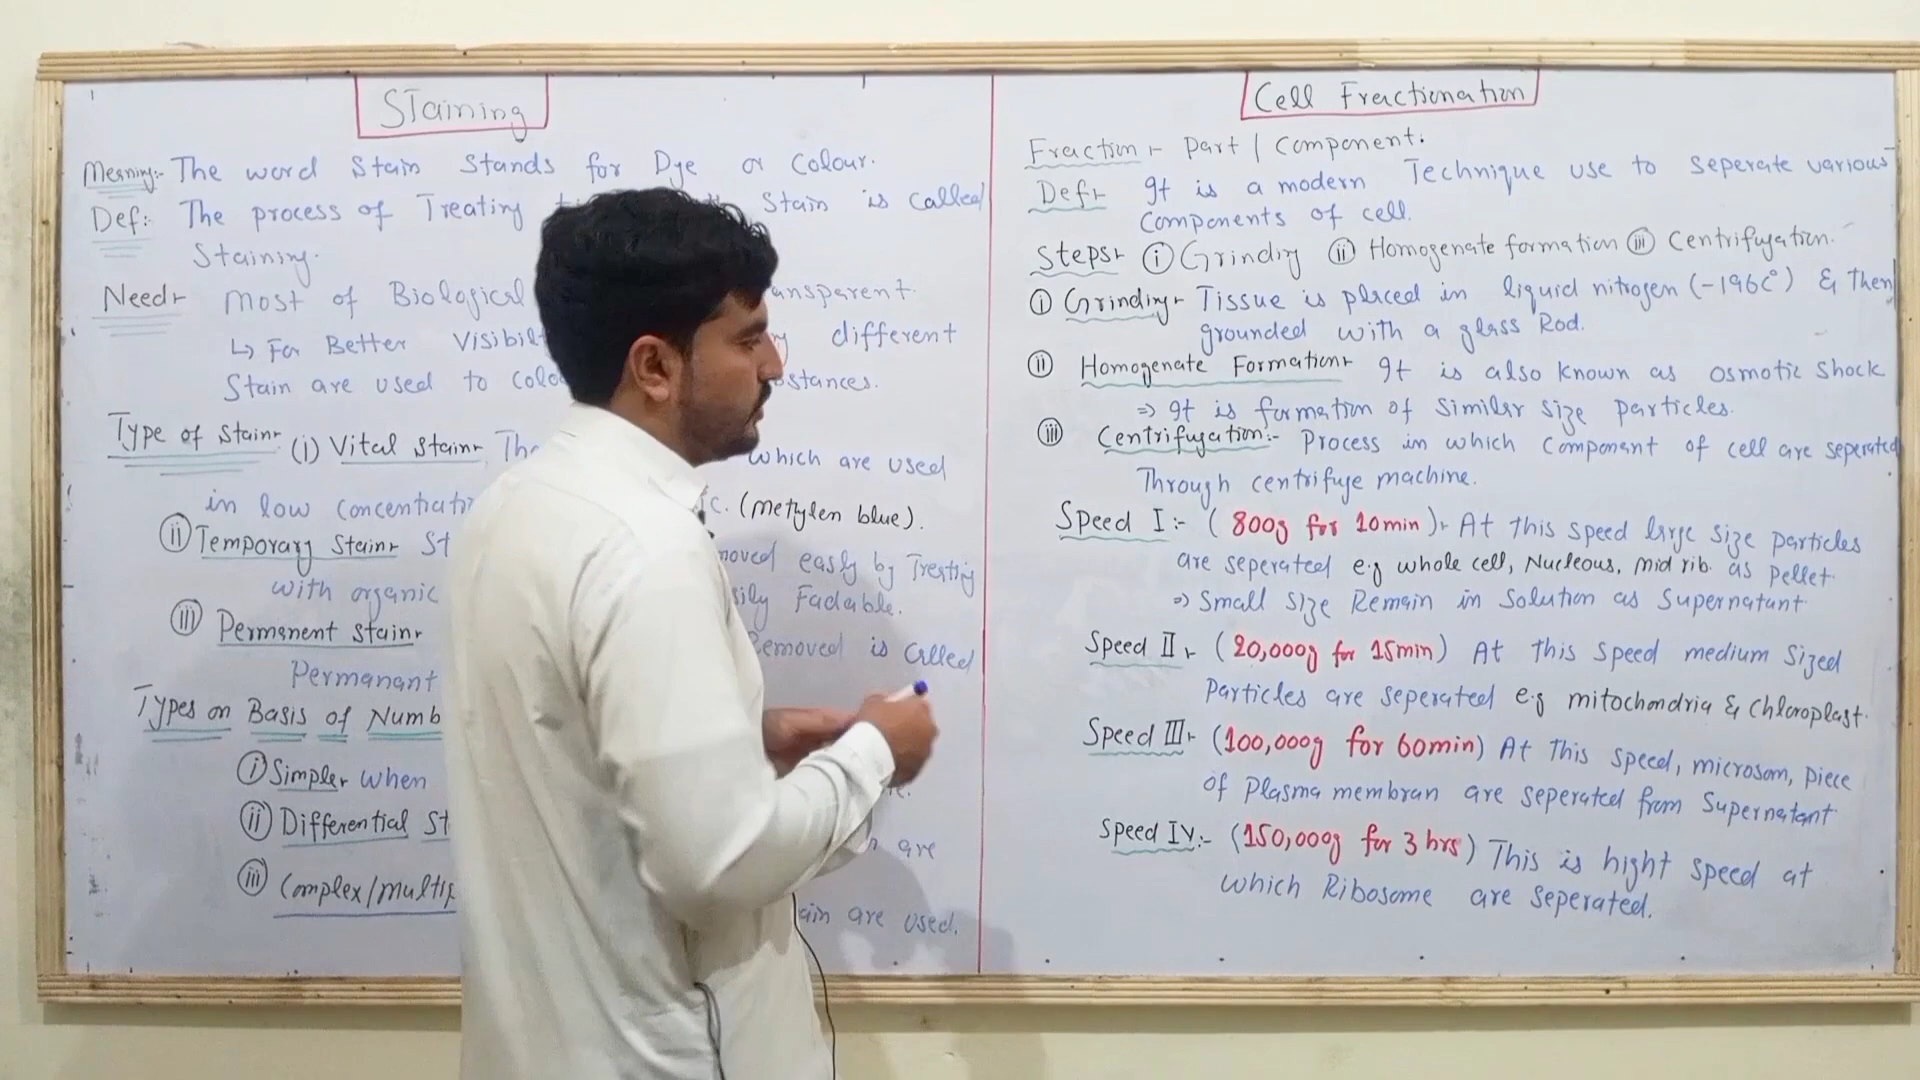 Staining
Meaning:- The word Stain Stands for Dye or Colour.
Def:- The process of Treating Stain is called
Staining.
Need:- Most of Biological ansparent.
↳ For Better Visibilt different
Stain are used to Colo stances.
Type of Stain:- (i) Vital Stain:- The which are used
in low Concentrati ic. (metylen blue).
(ii) Temporary Stain:- St moved easly by Treating
with organic sily Fadable.
(iii) Permanent Stain:- Removed is Called
Permanant
Types on Basis of Numb
(i) Simple:- when
(ii) Differential St are
(iii) Complex/multip ain are used.
Cell Fractionation
Fraction:- Part / Component.
Def:- It is a modern Technique use to seperate various
Components of cell.
Steps:- (i) Grinding (ii) Homogenate formation (iii) Centrifugation.
(i) Grinding:- Tissue is placed in liquid nitrogen (-196c°) & then
grounded with a glass Rod.
(ii) Homogenate Formation:- It is also known as osmotic shock
⇒ It is formation of Similar size particles.
(iii) Centrifugation:- Process in which Component of cell are seperated
Through centrifuge machine.
Speed I:- (800g for 10min):- At this speed large size particles
are seperated e.g whole cell, Nucleous, mid rib. as pellet.
⇒ Small Size Remain in Solution as Supernatant
Speed II:- (20,000g for 15min) At this speed medium Sized
Particles are seperated e.g mitochondria & Chloroplast.
Speed III:- (100,000g for 60min) At This speed, microsom, piece
of Plasma membran are seperated from Supernatant
Speed IV:- (150,000g for 3 hrs) This is hight speed at
which Ribosome are seperated.